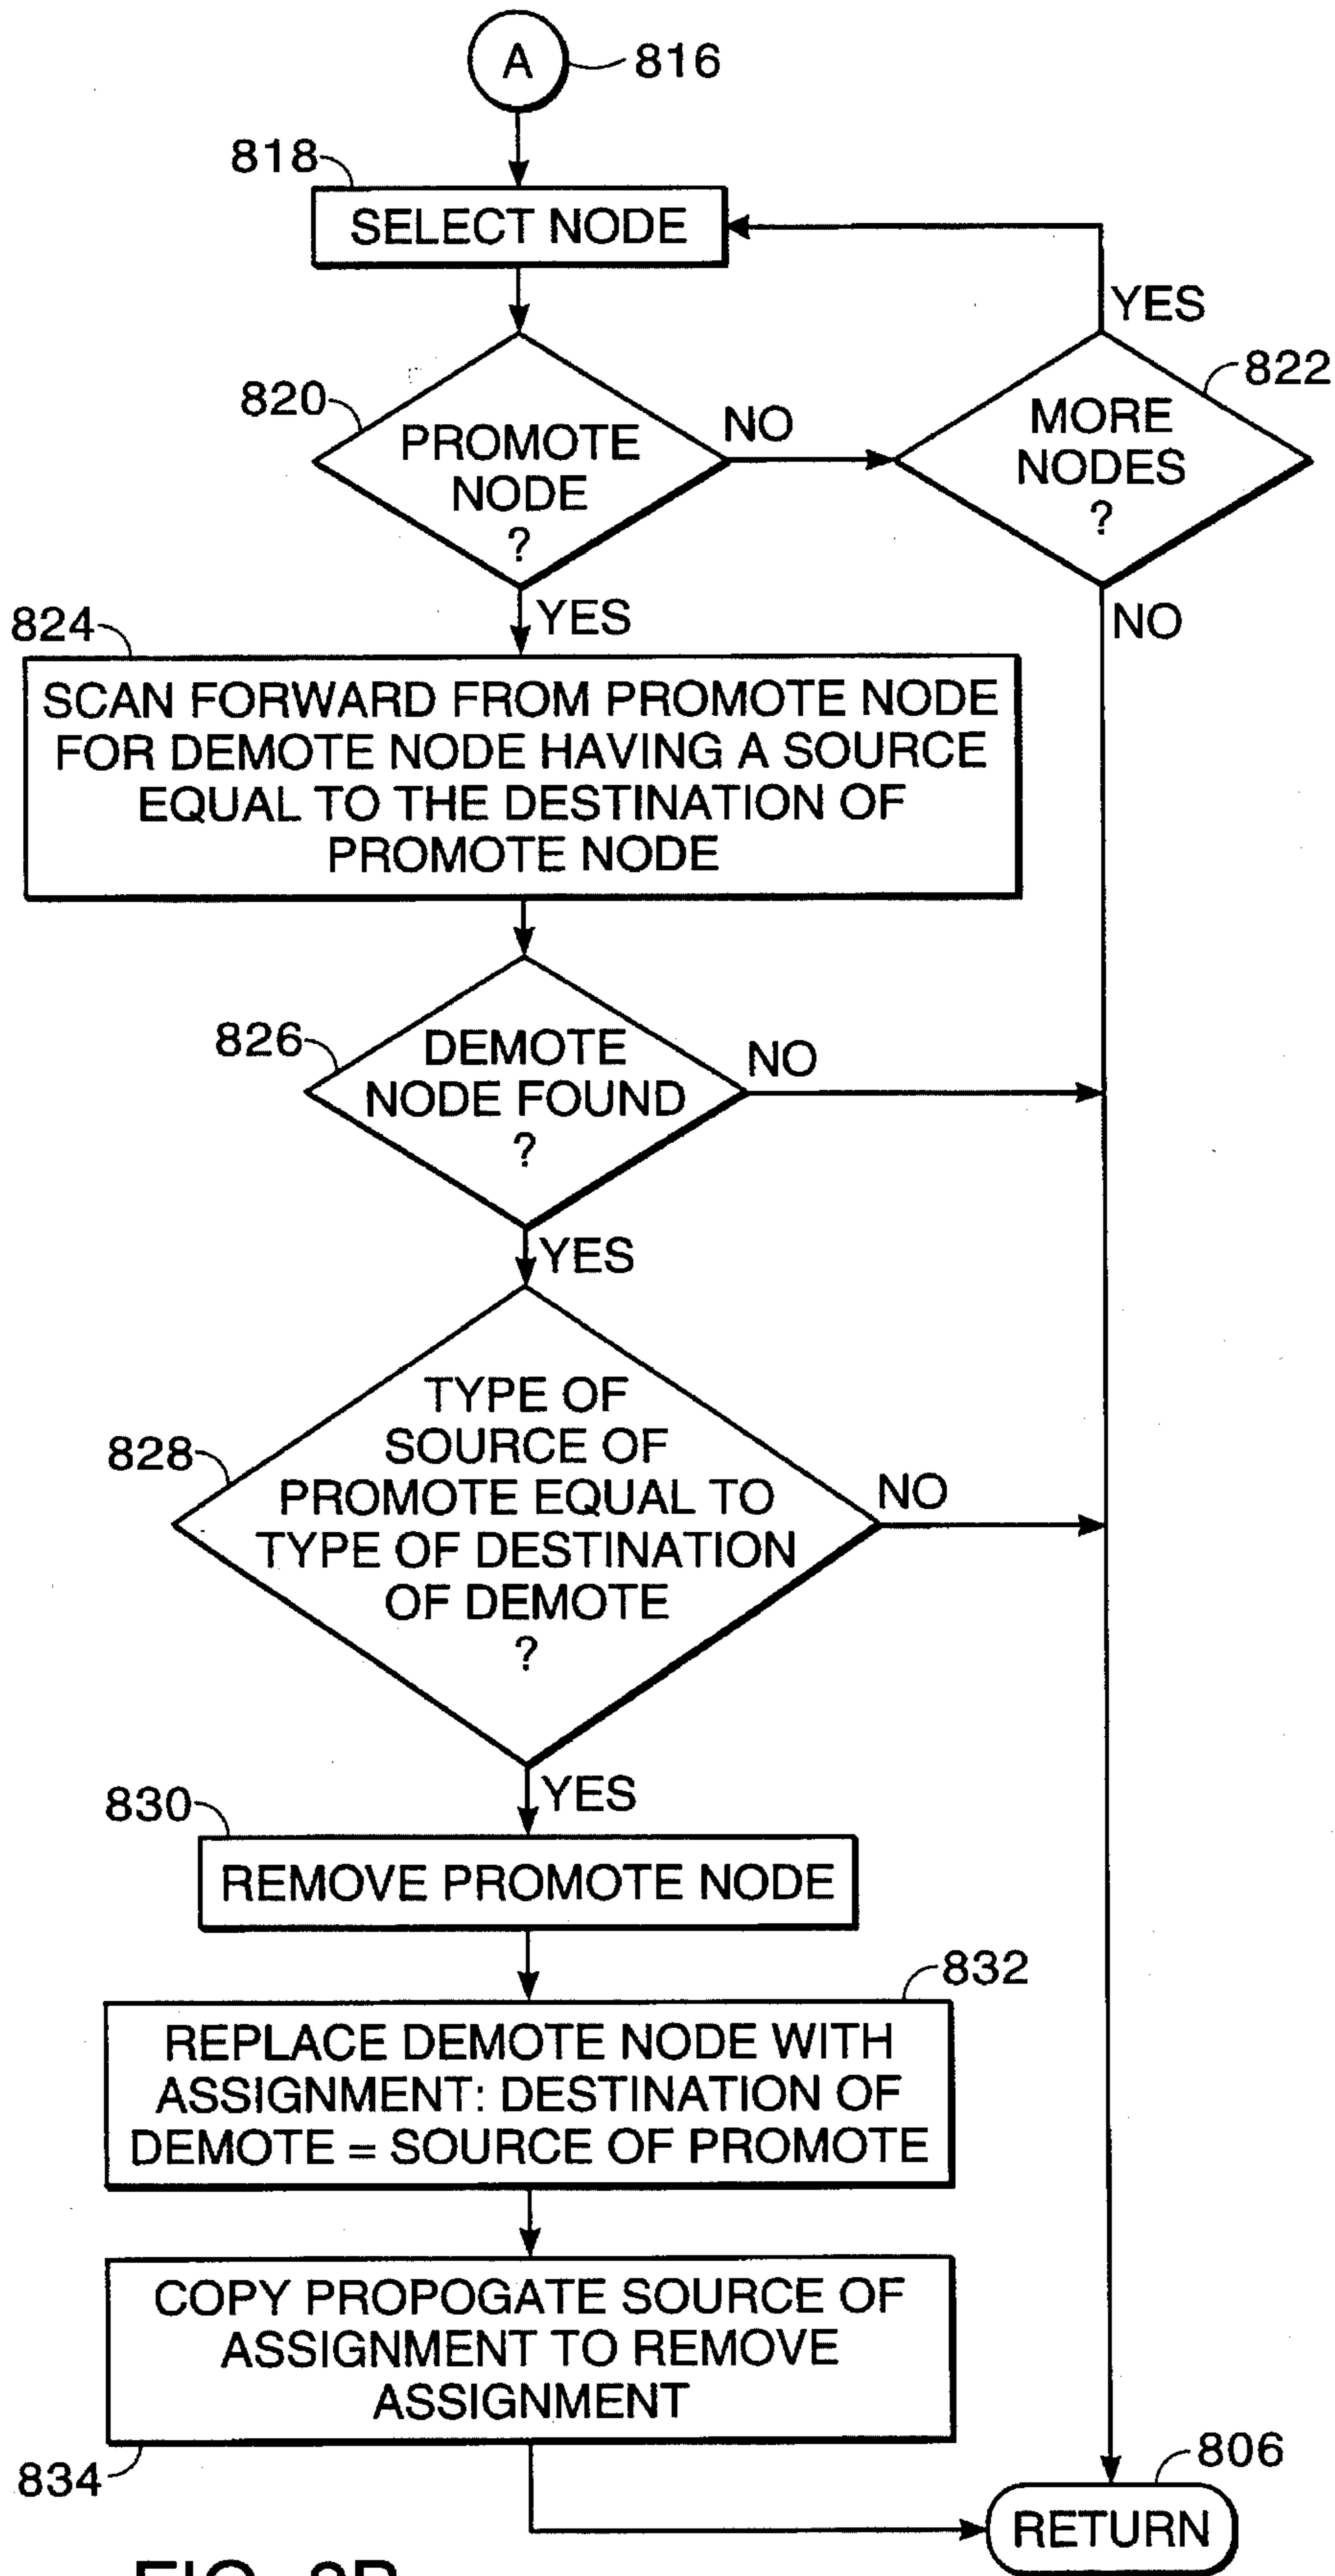 A
816
818
SELECT NODE
YES
822
820
PROMOTE
NODE
?
NO
MORE
NODES
?
YES
NO
824
SCAN FORWARD FROM PROMOTE NODE
FOR DEMOTE NODE HAVING A SOURCE
EQUAL TO THE DESTINATION OF
PROMOTE NODE
826
DEMOTE
NODE FOUND
?
NO
YES
828
TYPE OF
SOURCE OF
PROMOTE EQUAL TO
TYPE OF DESTINATION
OF DEMOTE
?
NO
YES
830
REMOVE PROMOTE NODE
832
REPLACE DEMOTE NODE WITH
ASSIGNMENT: DESTINATION OF
DEMOTE = SOURCE OF PROMOTE
COPY PROPOGATE SOURCE OF
ASSIGNMENT TO REMOVE
ASSIGNMENT
834
806
RETURN